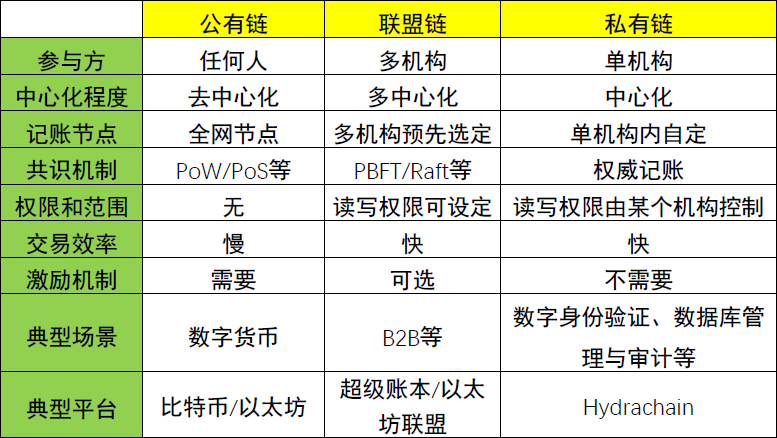 公有链 联盟链 私有链
参与方 任何人 多机构 单机构
中心化程度 去中心化 多中心化 中心化
记账节点 全网节点 多机构预先选定 单机构内自定
共识机制 PoW/PoS等 PBFT/Raft等 权威记账
权限和范围 无 读写权限可设定 读写权限由某个机构控制
交易效率 慢 快 快
激励机制 需要 可选 不需要
典型场景 数字货币 B2B等 数字身份验证、数据库管
理与审计等
典型平台 比特币/以太坊 超级账本/以太
坊联盟 Hydrachain